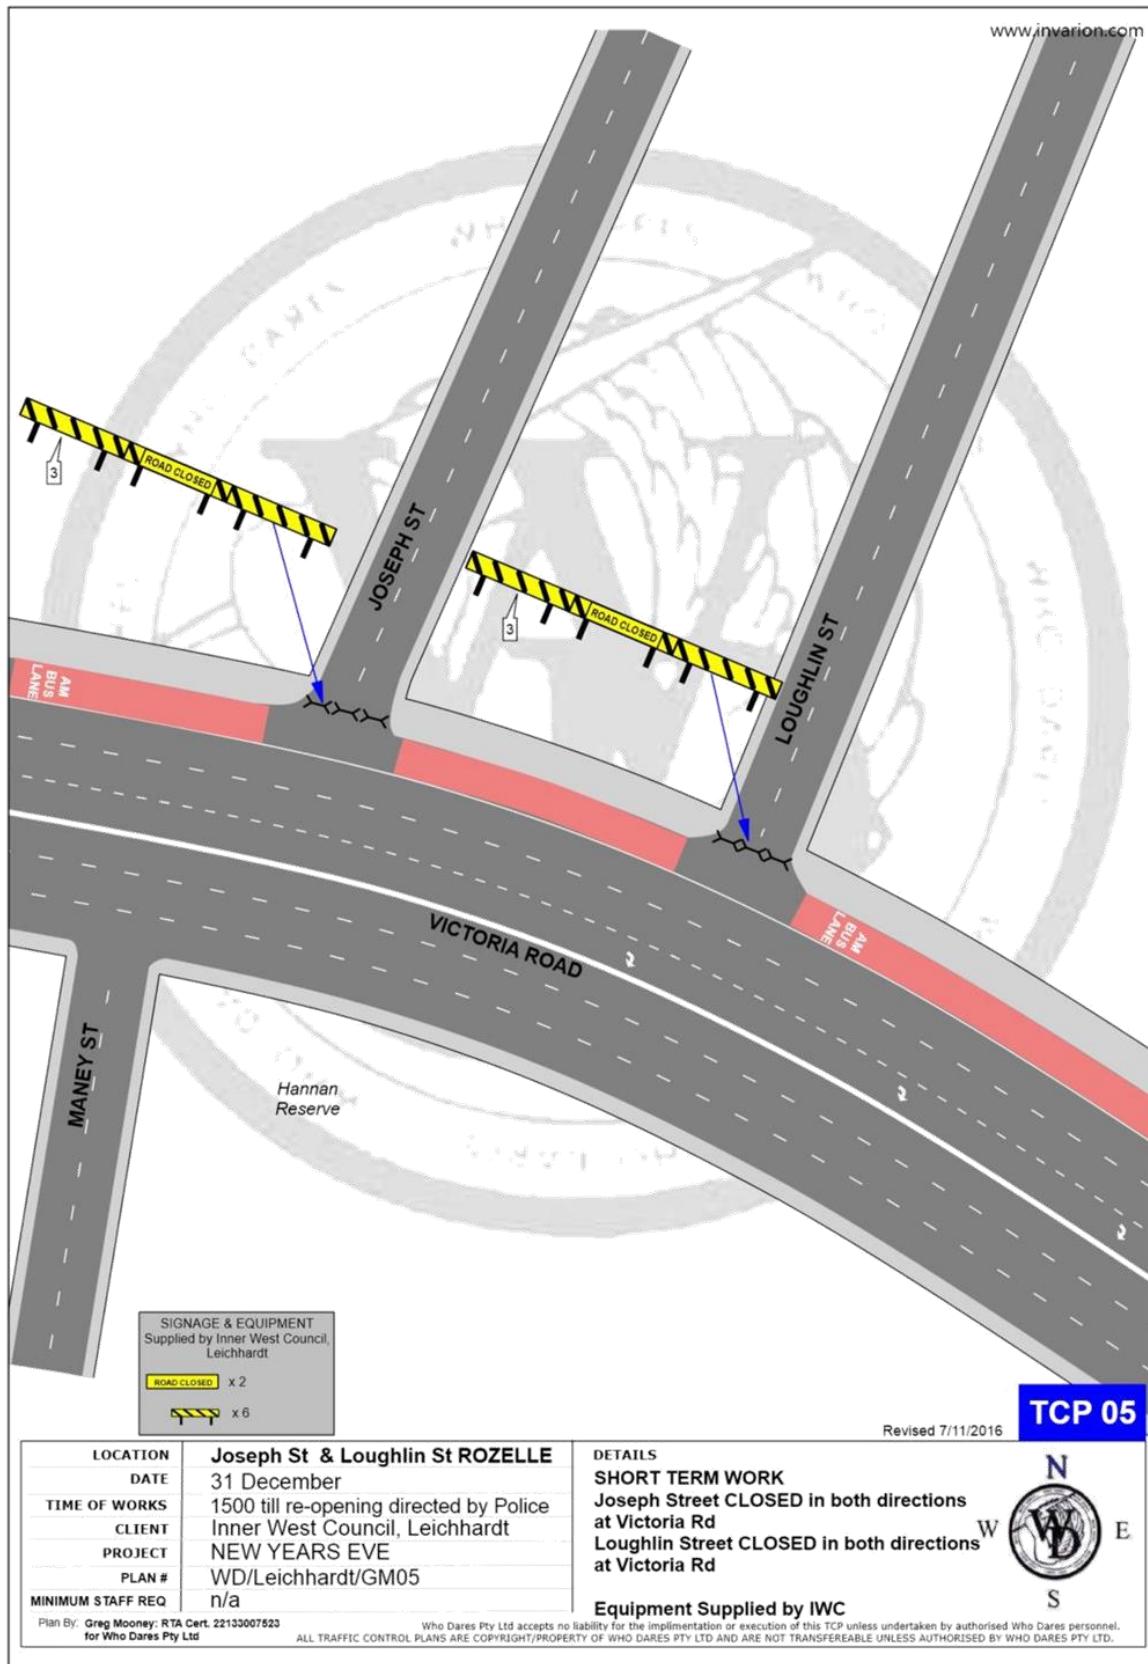 www.invarion.com
3
ROAD CLOSED
JOSEPH ST
3
ROAD CLOSED
LOUGHLIN ST
AM
BUS
LANE
VICTORIA ROAD
AM
BUS
LANE
MANEY ST
Hannan
Reserve
SIGNAGE & EQUIPMENT
Supplied by Inner West Council,
Leichhardt
ROAD CLOSED x 2
x 6
Revised 7/11/2016
TCP 05
LOCATION Joseph St & Loughlin St ROZELLE
DATE 31 December
TIME OF WORKS 1500 till re-opening directed by Police
CLIENT Inner West Council, Leichhardt
PROJECT NEW YEARS EVE
PLAN # WD/Leichhardt/GM05
MINIMUM STAFF REQ n/a
DETAILS
SHORT TERM WORK
Joseph Street CLOSED in both directions
at Victoria Rd
Loughlin Street CLOSED in both directions
at Victoria Rd
Equipment Supplied by IWC
N
W
WD
E
S
Plan By: Greg Mooney: RTA Cert. 22133007523
for Who Dares Pty Ltd
Who Dares Pty Ltd accepts no liability for the implimentation or execution of this TCP unless undertaken by authorised Who Dares personnel.
ALL TRAFFIC CONTROL PLANS ARE COPYRIGHT/PROPERTY OF WHO DARES PTY LTD AND ARE NOT TRANSFEREABLE UNLESS AUTHORISED BY WHO DARES PTY LTD.